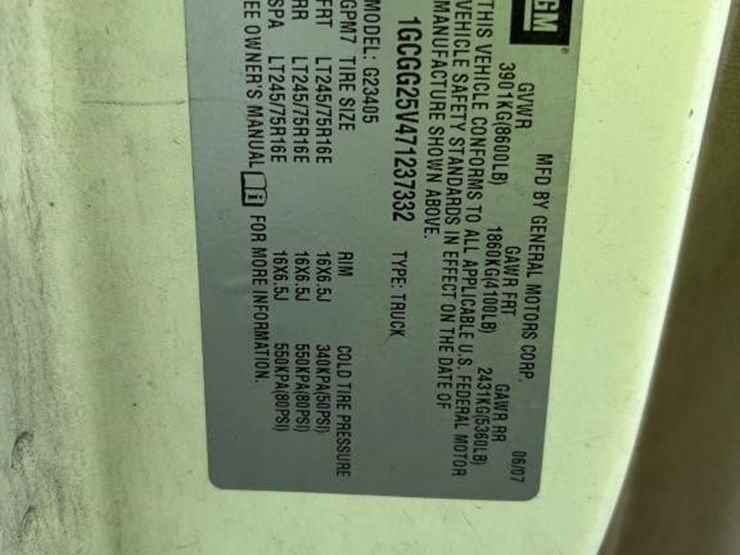 GM
MFD BY GENERAL MOTORS CORP. 06/07
GVWR GAWR FRT GAWR RR
3901KG(8600LB) 1860KG(4100LB) 2431KG(5360LB)
THIS VEHICLE CONFORMS TO ALL APPLICABLE U.S. FEDERAL MOTOR
VEHICLE SAFETY STANDARDS IN EFFECT ON THE DATE OF
MANUFACTURE SHOWN ABOVE.
1GCGG25V471237332 TYPE: TRUCK
MODEL: G23405
GPM7 TIRE SIZE RIM COLD TIRE PRESSURE
FRT LT245/75R16E 16X6.5J 340KPA(50PSI)
RR LT245/75R16E 16X6.5J 550KPA(80PSI)
SPA LT245/75R16E 16X6.5J 550KPA(80PSI)
EE OWNER'S MANUAL FOR MORE INFORMATION.